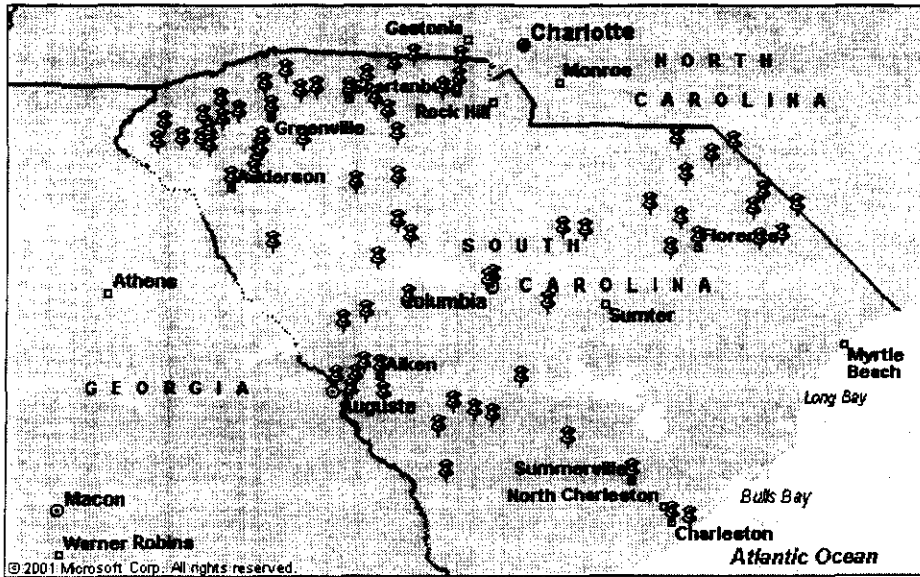 Gastonia
Charlotte
Monroe
NORTH
CAROLINA
Spartanburg
Rock Hill
Greenville
Anderson
SOUTH
CAROLINA
Florence
Athens
Columbia
Sumter
Myrtle
Beach
Long Bay
Aiken
GEORGIA
Augusta
Summerville
North Charleston
Bulls Bay
Macon
Charleston
Warner Robins
Atlantic Ocean
© 2001 Microsoft Corp. All rights reserved.